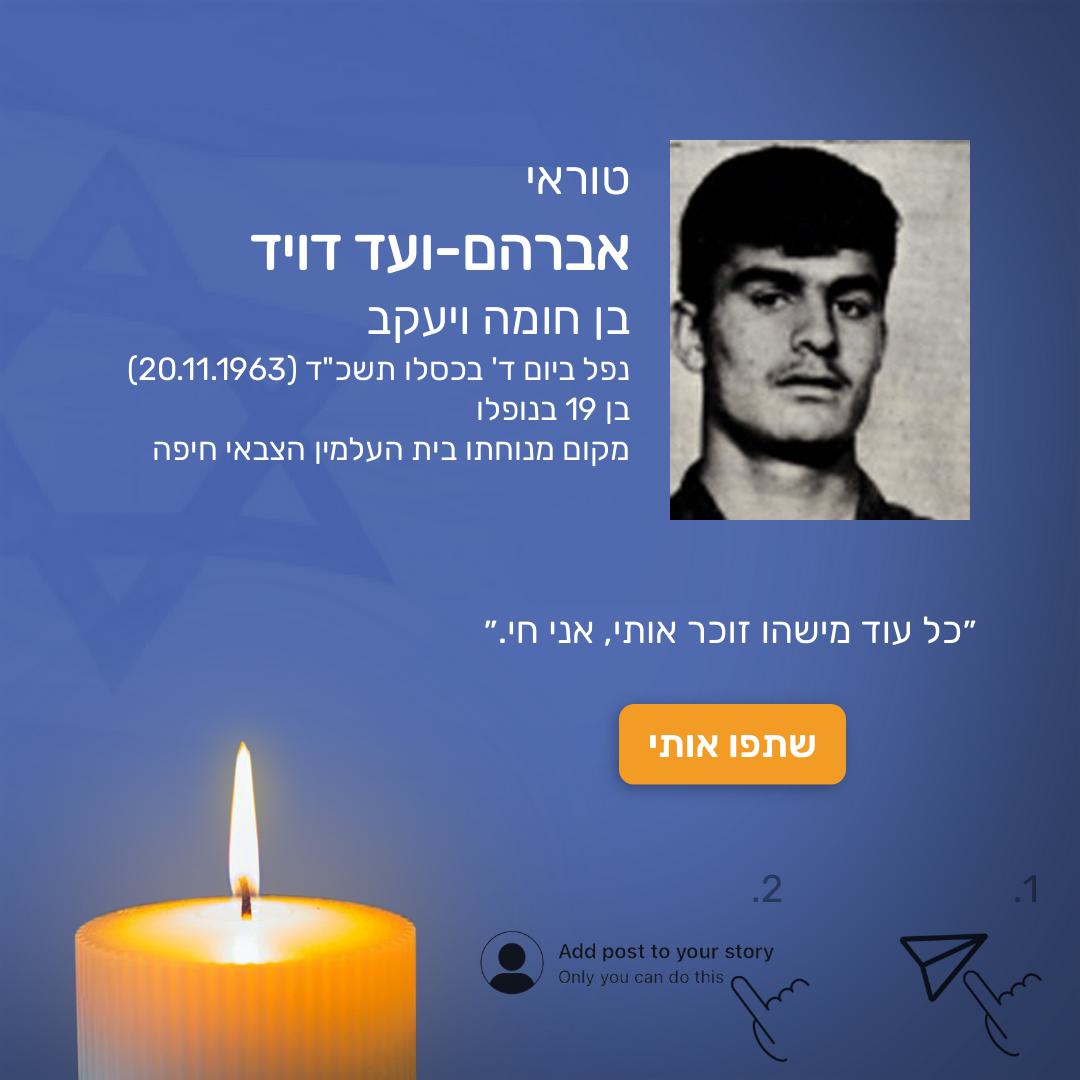 טוראי
אברהם-ועד דויד
בן חומה ויעקב
נפל ביום ד' בכסלו תשכ"ד (20.11.1963)
בן 19 בנופלו
מקום מנוחתו בית העלמין הצבאי חיפה
״כל עוד מישהו זוכר אותי, אני חי.״
שתפו אותי
1.
2.
Add post to your story
Only you can do this